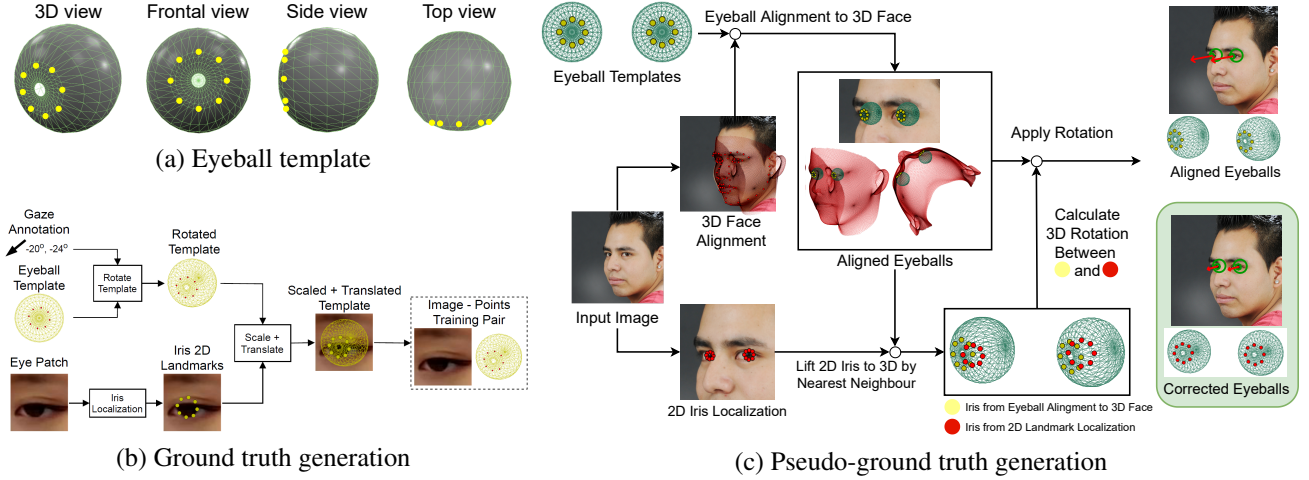 3D view
Frontal view
Side view
Top view
(a) Eyeball template
Gaze
Annotation
-20°, -24°
Eyeball
Template
Rotate
Template
Rotated
Template
Eye Patch
Iris
Localization
Iris 2D
Landmarks
Scale +
Translate
Scaled + Translated
Template
Image - Points
Training Pair
(b) Ground truth generation
Eyeball Templates
Eyeball Alignment to 3D Face
3D Face
Alignment
Input Image
2D Iris Localization
Aligned Eyeballs
Lift 2D Iris to 3D by
Nearest Neighbour
Apply Rotation
Calculate
3D Rotation
Between
and
Iris from Eyeball Alingment to 3D Face
Iris from 2D Landmark Localization
Aligned Eyeballs
Corrected Eyeballs
(c) Pseudo-ground truth generation